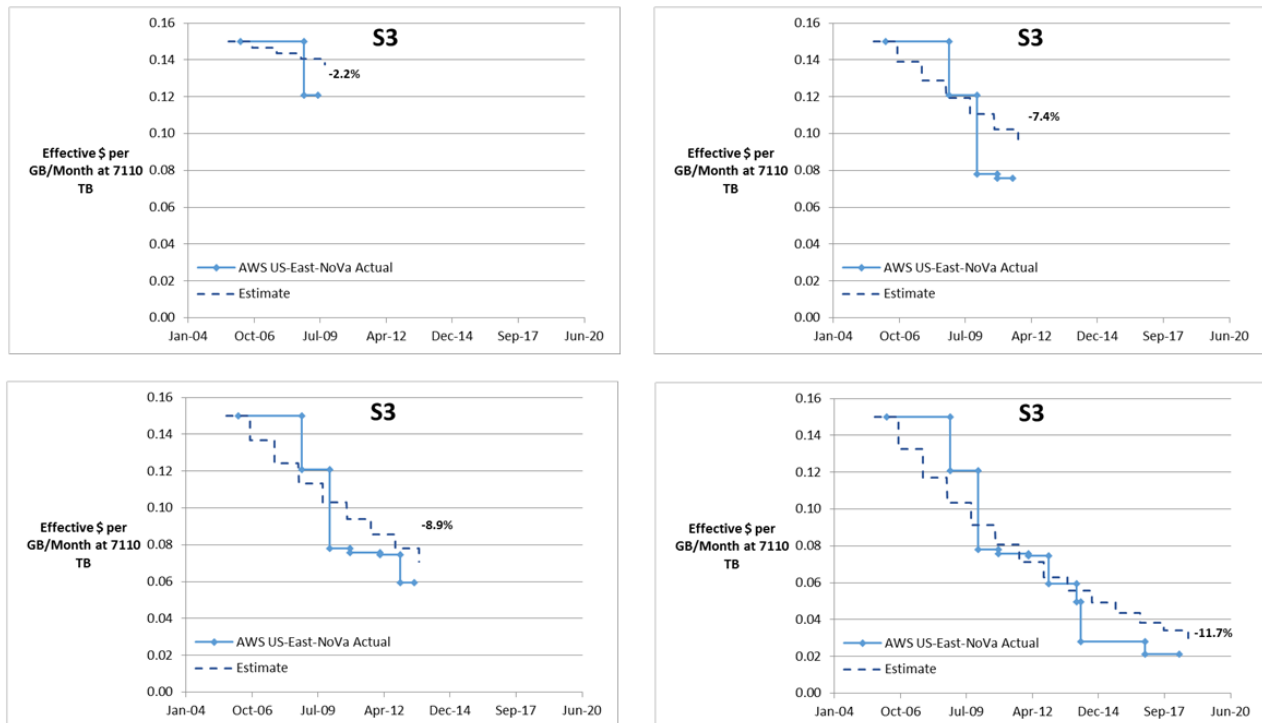 S3
0.16
0.14
0.12
0.10
0.08
0.06
0.04
0.02
0.00
Effective $ per
GB/Month at 7110
TB
-2.2%
AWS US-East-NoVa Actual
Estimate
Jan-04 Oct-06 Jul-09 Apr-12 Dec-14 Sep-17 Jun-20
S3
0.16
0.14
0.12
0.10
0.08
0.06
0.04
0.02
0.00
Effective $ per
GB/Month at 7110
TB
-7.4%
AWS US-East-NoVa Actual
Estimate
Jan-04 Oct-06 Jul-09 Apr-12 Dec-14 Sep-17 Jun-20
S3
0.16
0.14
0.12
0.10
0.08
0.06
0.04
0.02
0.00
Effective $ per
GB/Month at 7110
TB
-8.9%
AWS US-East-NoVa Actual
Estimate
Jan-04 Oct-06 Jul-09 Apr-12 Dec-14 Sep-17 Jun-20
S3
0.16
0.14
0.12
0.10
0.08
0.06
0.04
0.02
0.00
Effective $ per
GB/Month at 7110
TB
-11.7%
AWS US-East-NoVa Actual
Estimate
Jan-04 Oct-06 Jul-09 Apr-12 Dec-14 Sep-17 Jun-20